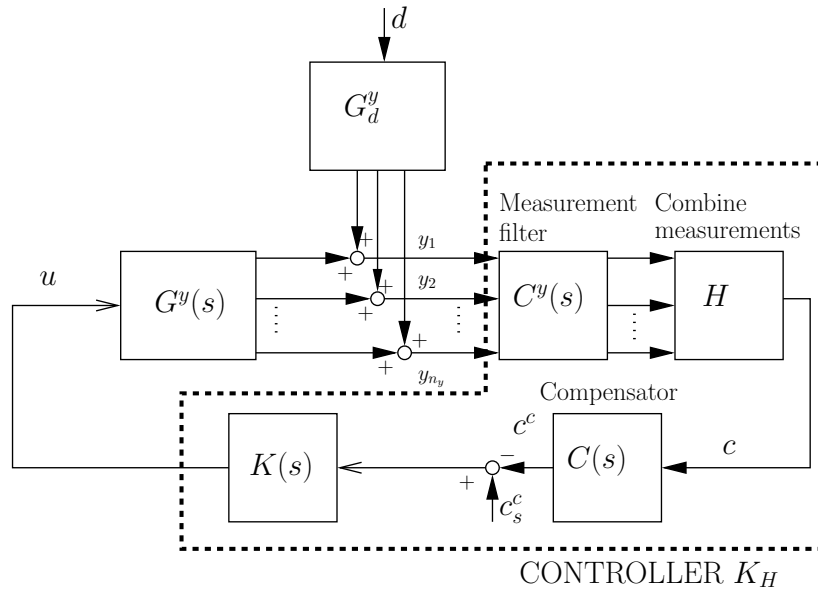 d
G_d^y
Measurement
filter
Combine
measurements
+
+
y_1
u
G^y(s)
+
+
y_2
C^y(s)
H
+
+
y_{n_y}
Compensator
c^c
K(s)
−
+
C(s)
c
c_s^c
CONTROLLER K_H